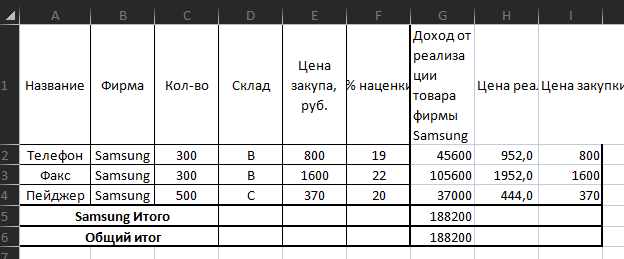 A B C D E F G H I
1 Название Фирма Кол-во Склад Цена закупа, руб. % наценки Доход от реализации товара фирмы Samsung Цена реа. Цена закупки
2 Телефон Samsung 300 В 800 19 45600 952,0 800
3 Факс Samsung 300 В 1600 22 105600 1952,0 1600
4 Пейджер Samsung 500 С 370 20 37000 444,0 370
5 Samsung Итого 188200
6 Общий итог 188200
7